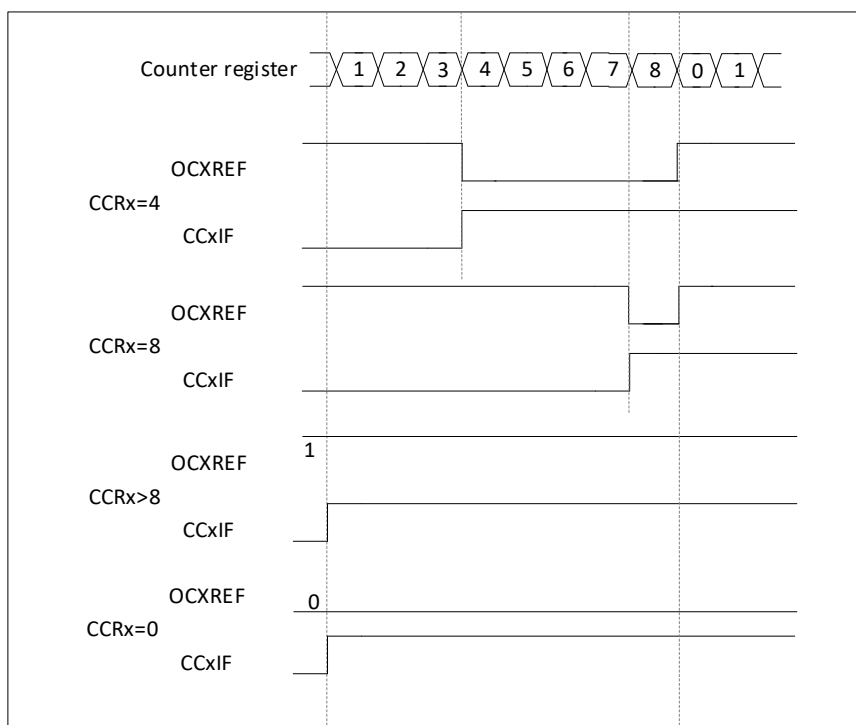 Counter register 1 2 3 4 5 6 7 8 0 1
OCXREF
CCRx=4
CCxIF
OCXREF
CCRx=8
CCxIF
1
OCXREF
CCRx>8
CCxIF
OCXREF 0
CCRx=0
CCxIF